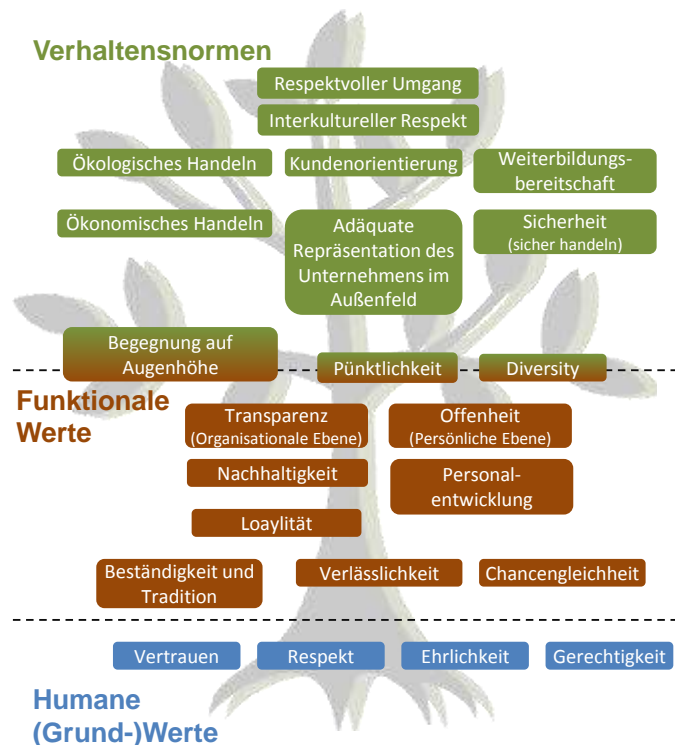 Verhaltensnormen
Respektvoller Umgang
Interkultureller Respekt
Ökologisches Handeln
Kundenorientierung
Weiterbildungs-
bereitschaft
Ökonomisches Handeln
Adäquate
Repräsentation des
Unternehmens im
Außenfeld
Sicherheit
(sicher handeln)
Begegnung auf
Augenhöhe
Pünktlichkeit
Diversity
Funktionale
Werte
Transparenz
(Organisationale Ebene)
Offenheit
(Persönliche Ebene)
Nachhaltigkeit
Personal-
entwicklung
Loaylität
Beständigkeit und
Tradition
Verlässlichkeit
Chancengleichheit
Vertrauen
Respekt
Ehrlichkeit
Gerechtigkeit
Humane
(Grund-)Werte